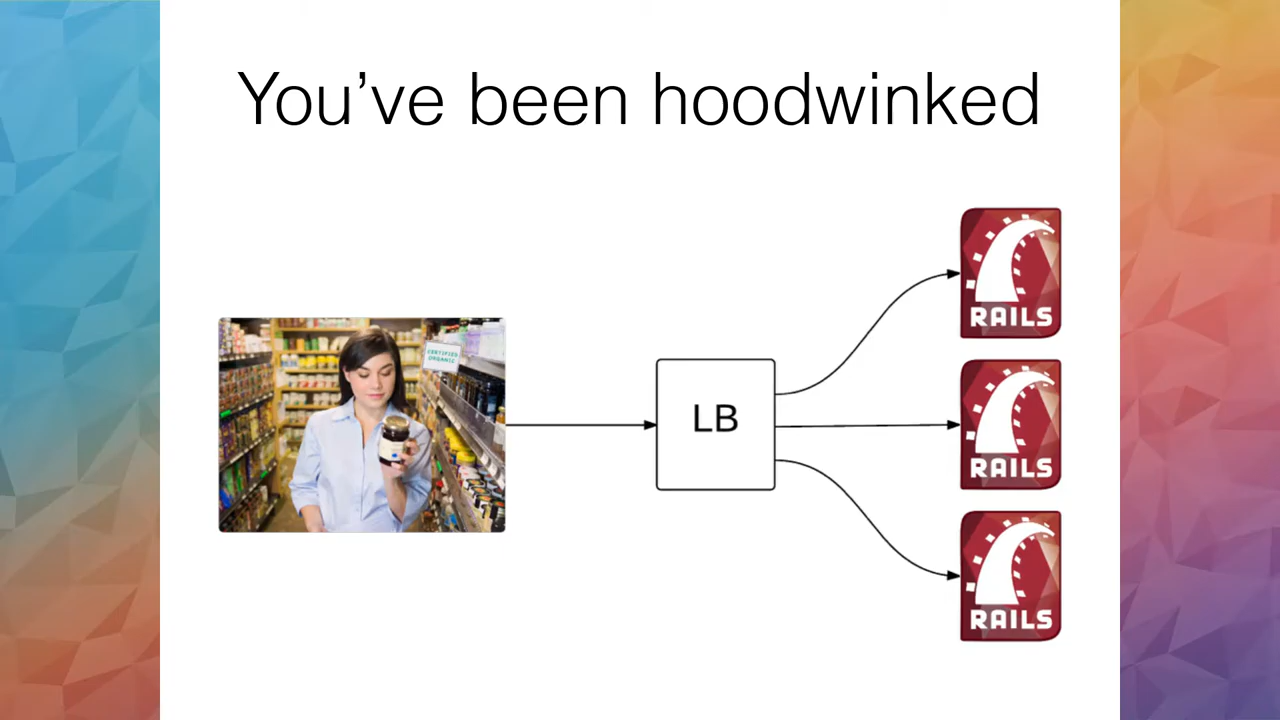 You’ve been hoodwinked
CERTIFIED
ORGANIC
LB
RAILS
RAILS
RAILS